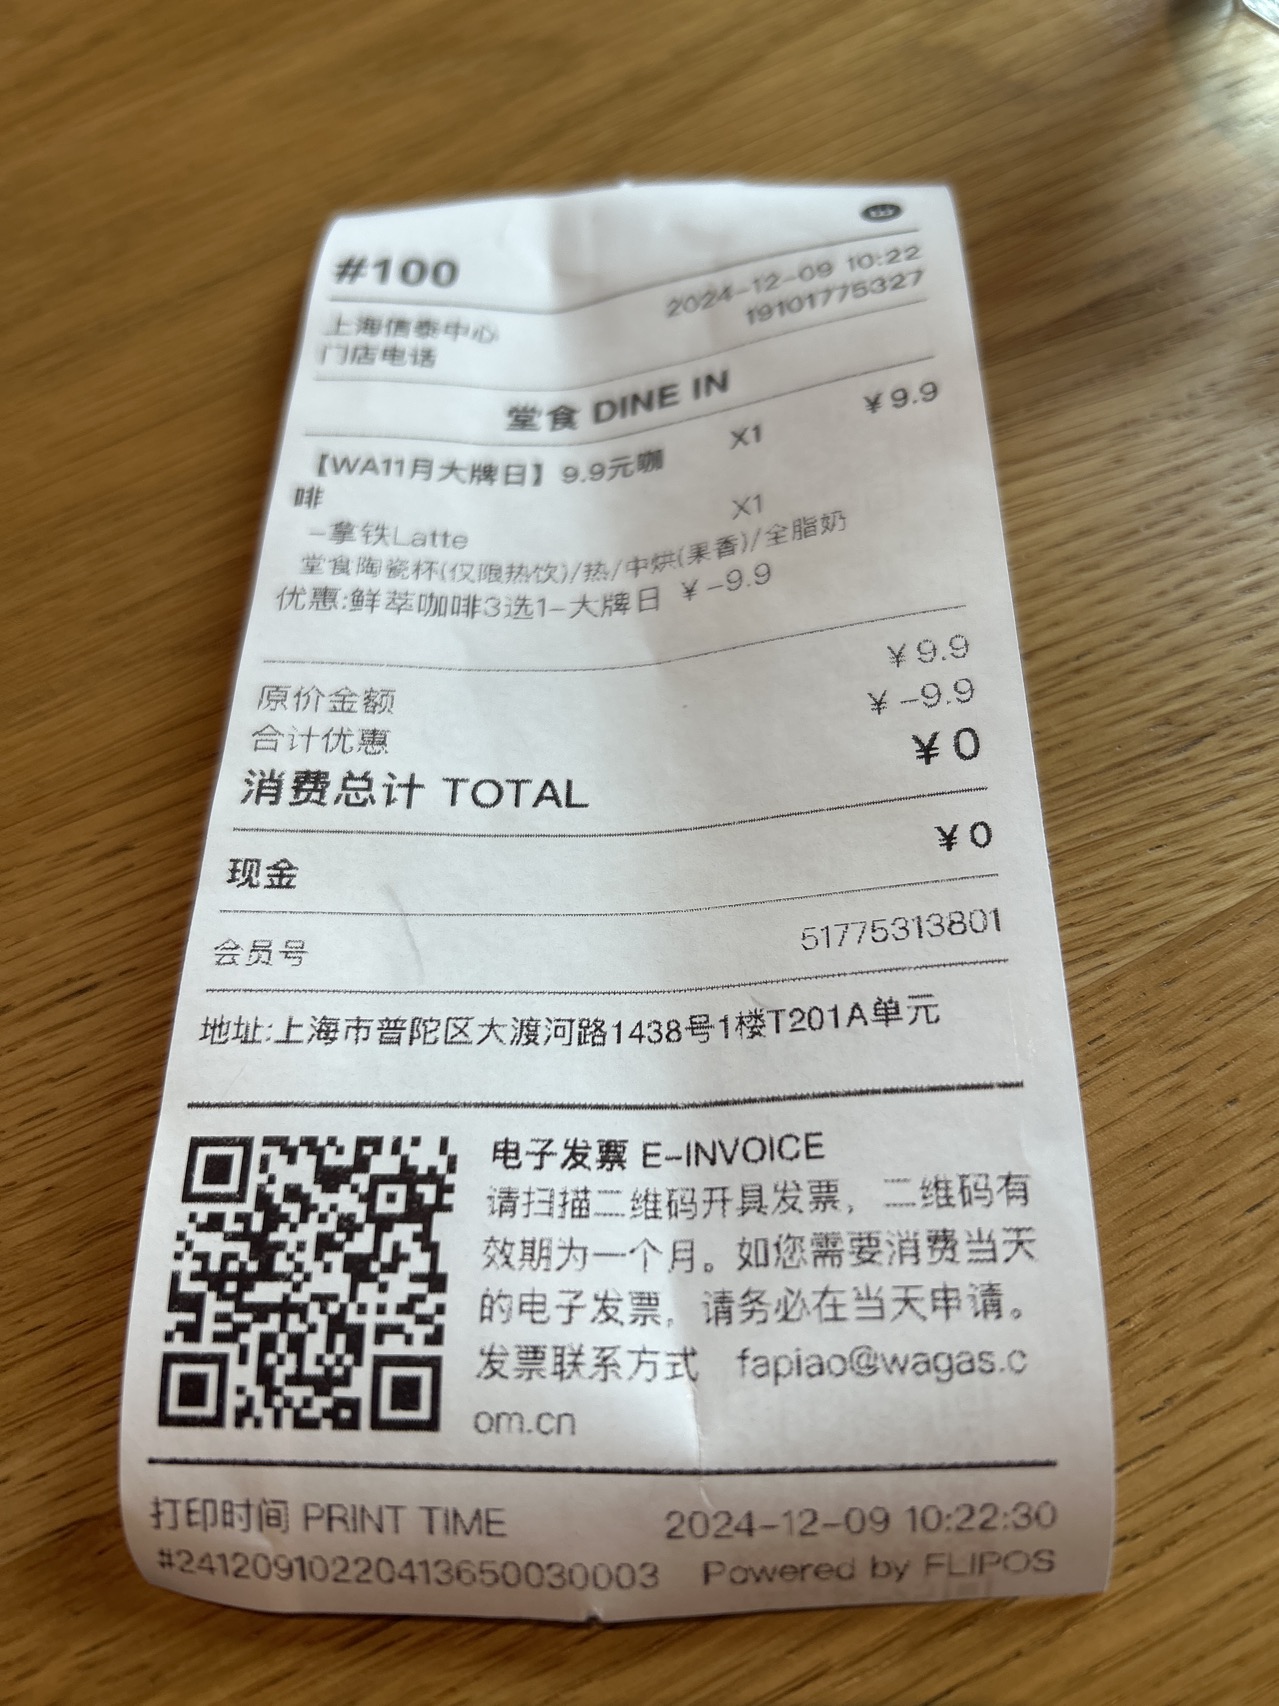 #100
2024-12-09 10:22
上海信泰中心
19101775327
门店电话
堂食 DINE IN
【WA11月大牌日】9.9元咖 X1 ¥9.9
啡
-拿铁Latte X1
堂食陶瓷杯(仅限热饮)/热/中烘(果香)/全脂奶
优惠:鲜萃咖啡3选1-大牌日 ¥-9.9
原价金额 ¥9.9
合计优惠 ¥-9.9
消费总计 TOTAL ¥0
现金 ¥0
会员号 51775313801
地址:上海市普陀区大渡河路1438号1楼T201A单元
电子发票 E-INVOICE
请扫描二维码开具发票，二维码有
效期为一个月。如您需要消费当天
的电子发票，请务必在当天申请。
发票联系方式 fapiao@wagas.c
om.cn
打印时间 PRINT TIME 2024-12-09 10:22:30
#24120910220413650030003 Powered by FLIPOS